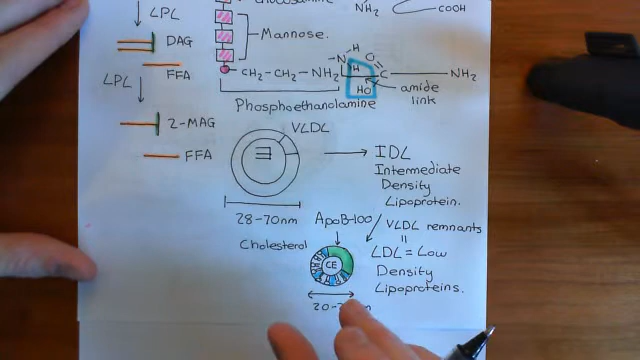 LPL
DAG
FFA
LPL
2-MAG
FFA
Mannose.
NH2
COOH
CH2-CH2-NH2
N
H
H
HO
O
C
NH2
amide
link
Phosphoethanolamine
VLDL
28-70nm
IDL
Intermediate
Density
Lipoprotein.
VLDL remnants
=
LDL = Low
Density
Lipoproteins.
ApoB-100
Cholesterol
CE